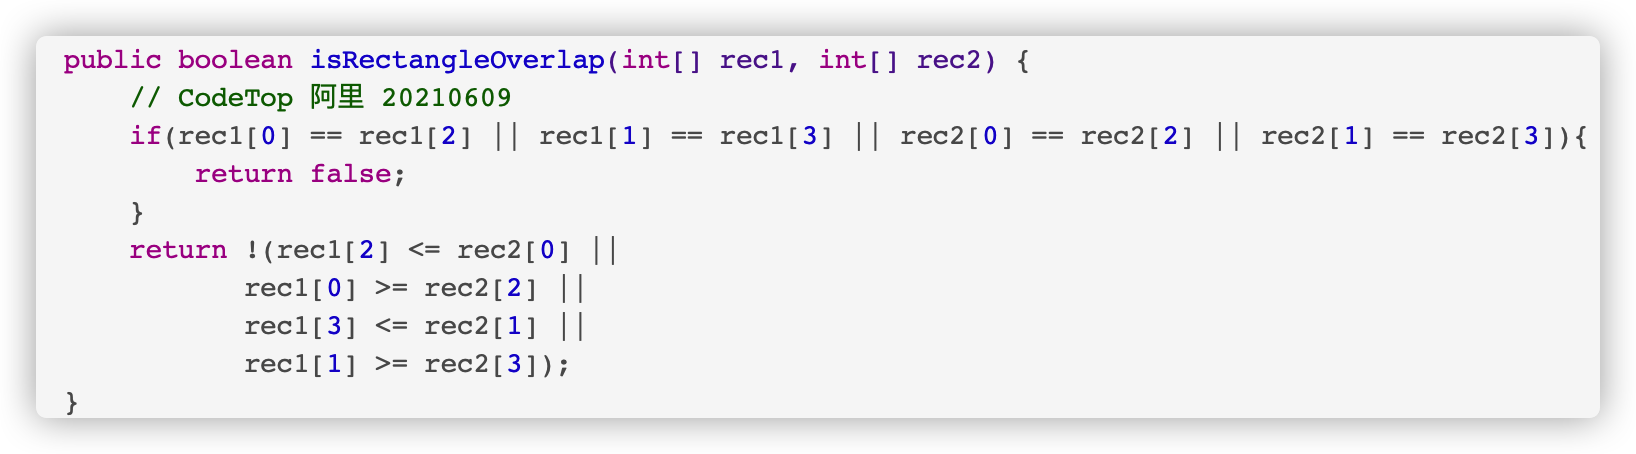 public boolean isRectangleOverlap(int[] rec1, int[] rec2) {
    // CodeTop 阿里 20210609
    if(rec1[0] == rec1[2] || rec1[1] == rec1[3] || rec2[0] == rec2[2] || rec2[1] == rec2[3]){
        return false;
    }
    return !(rec1[2] <= rec2[0] ||
           rec1[0] >= rec2[2] ||
           rec1[3] <= rec2[1] ||
           rec1[1] >= rec2[3]);
}